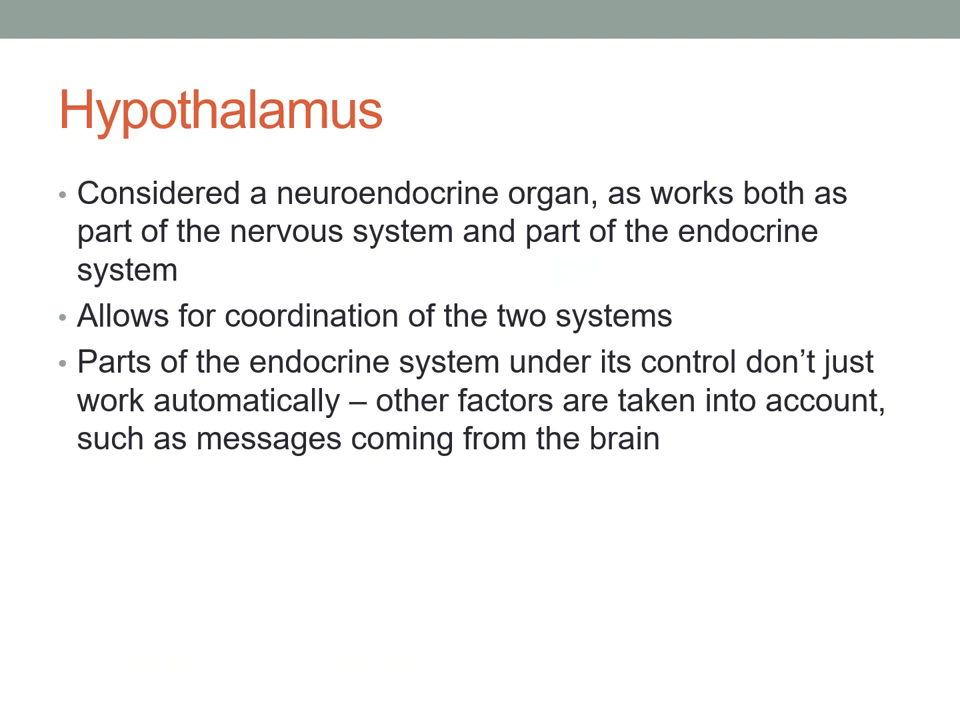 Hypothalamus
• Considered a neuroendocrine organ, as works both as
part of the nervous system and part of the endocrine
system
• Allows for coordination of the two systems
• Parts of the endocrine system under its control don’t just
work automatically – other factors are taken into account,
such as messages coming from the brain